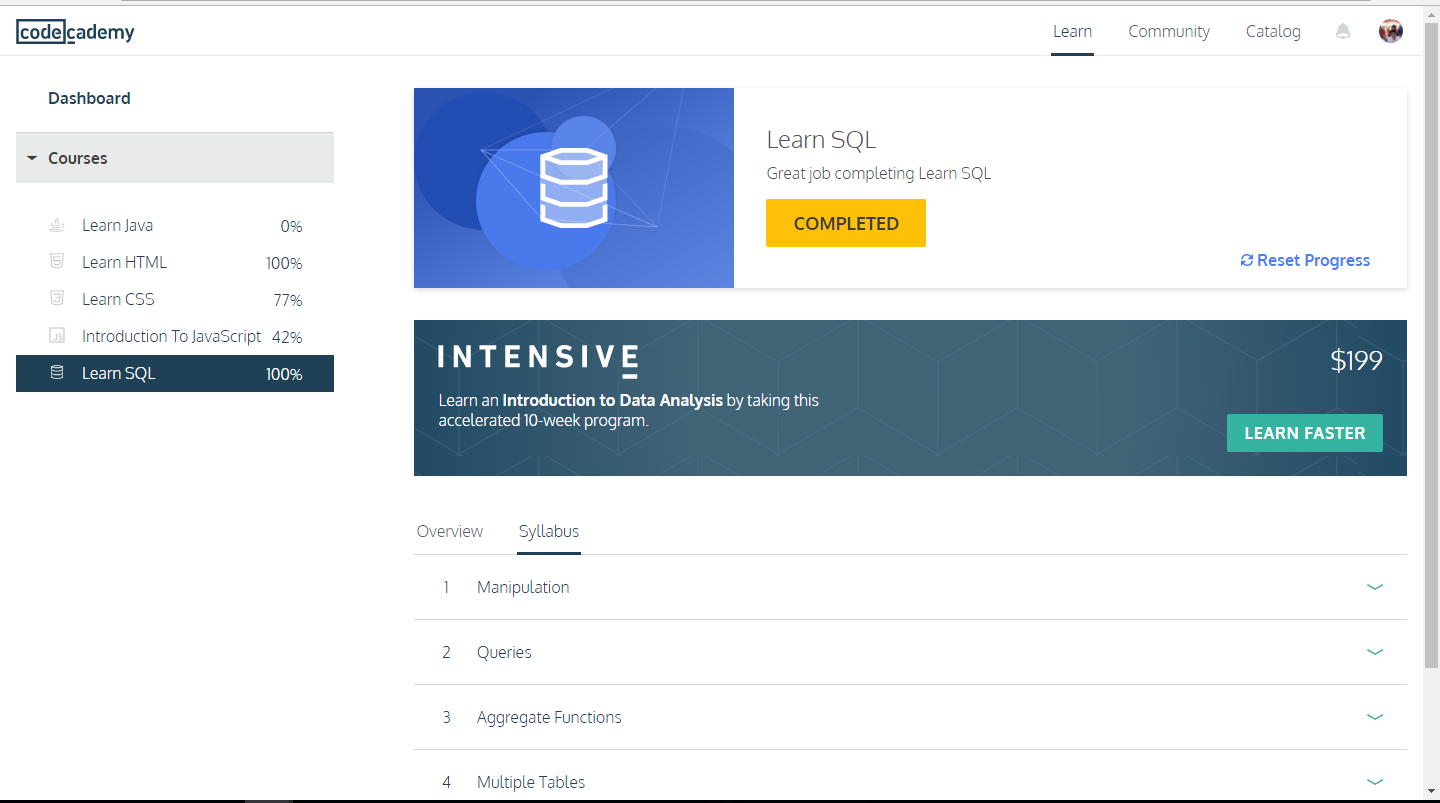 codecademy
Learn
Community
Catalog
Dashboard
Courses
Learn Java 0%
Learn HTML 100%
Learn CSS 77%
JS Introduction To JavaScript 42%
Learn SQL 100%
Learn SQL
Great job completing Learn SQL
COMPLETED
Reset Progress
INTENSIVE
$199
Learn an Introduction to Data Analysis by taking this
accelerated 10-week program.
LEARN FASTER
Overview
Syllabus
1 Manipulation
2 Queries
3 Aggregate Functions
4 Multiple Tables